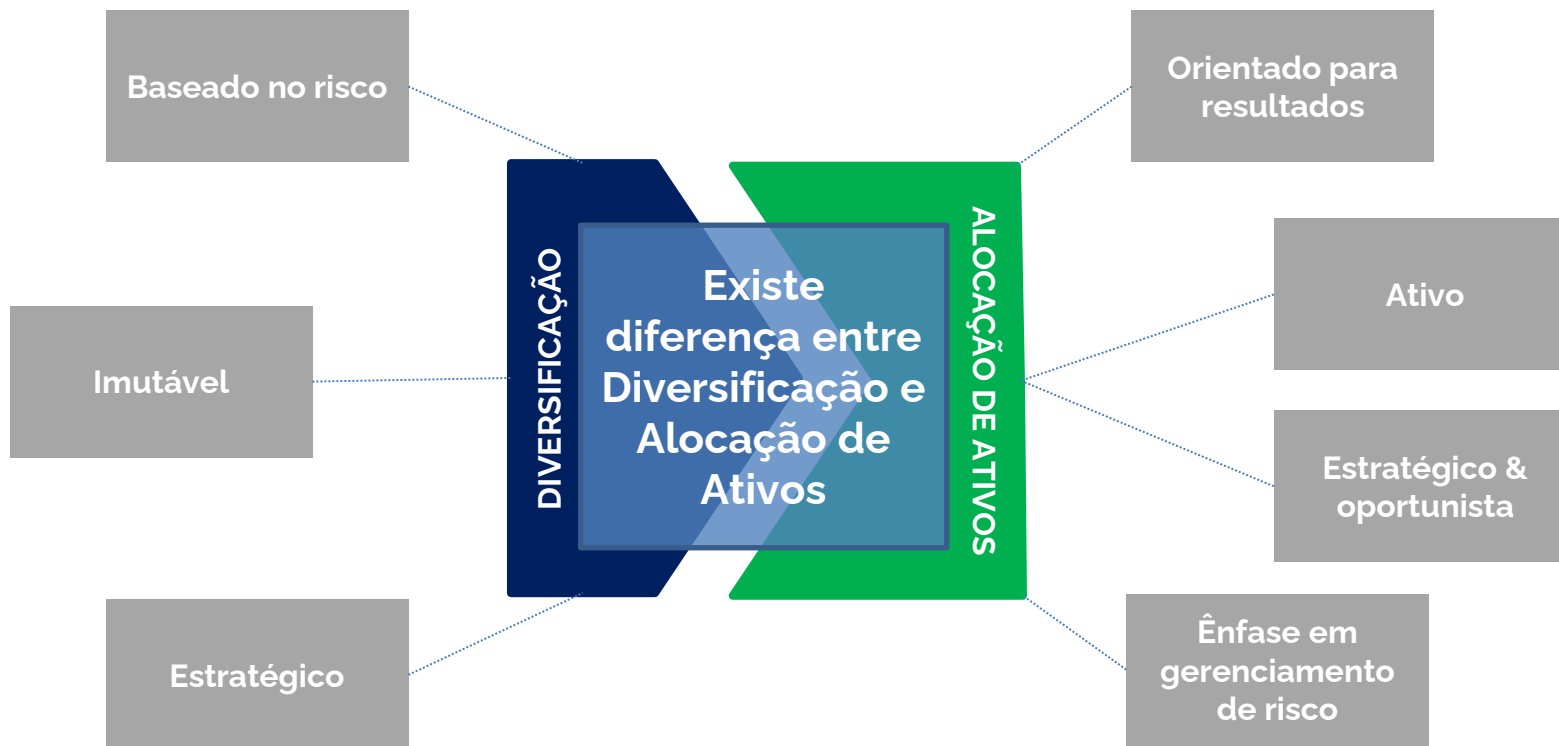 Baseado no risco
Imutável
Estratégico
DIVERSIFICAÇÃO
Existe
diferença entre
Diversificação e
Alocação de
Ativos
ALOCAÇÃO DE ATIVOS
Orientado para
resultados
Ativo
Estratégico &
oportunista
Ênfase em
gerenciamento
de risco